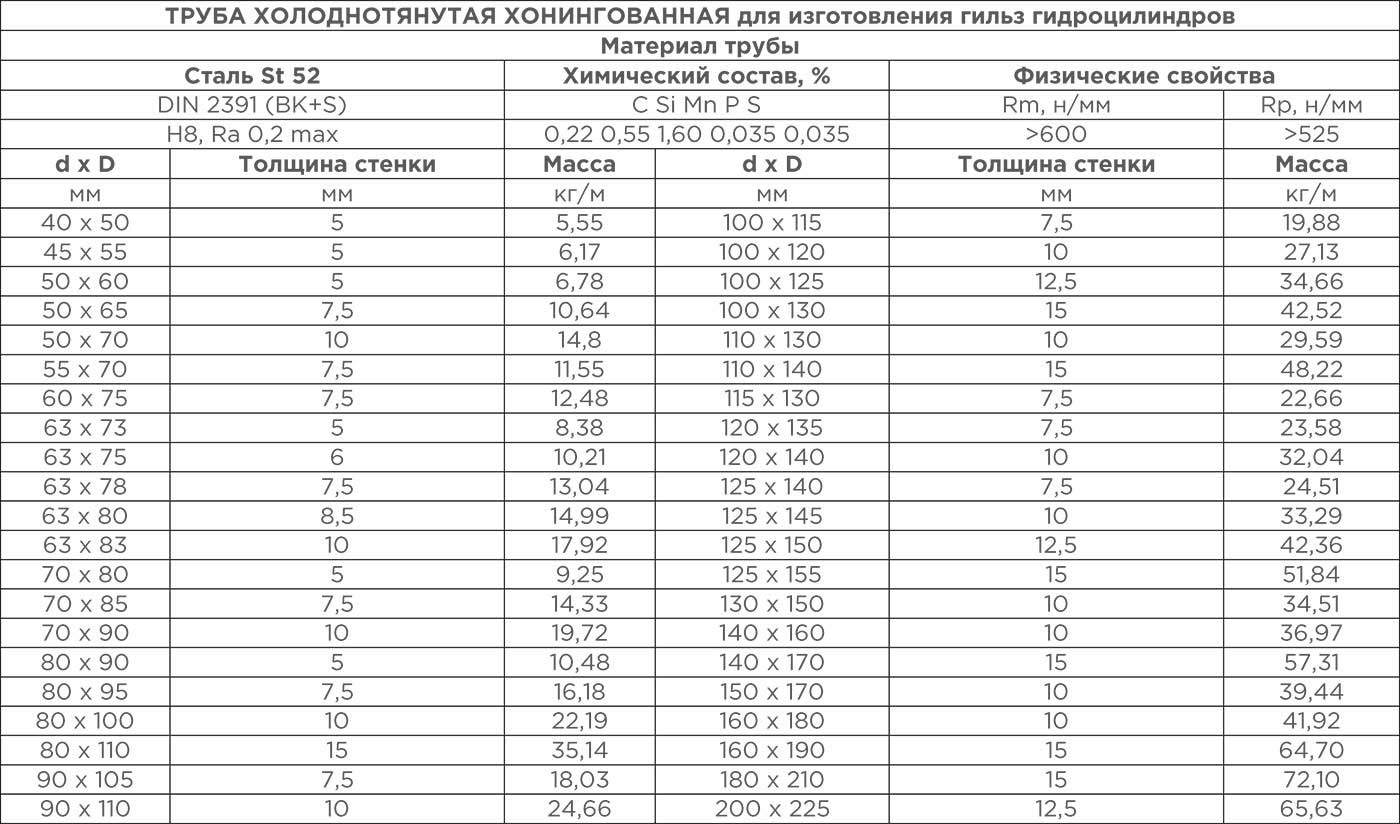 ТРУБА ХОЛОДНОТЯНУТАЯ ХОНИНГОВАННАЯ для изготовления гильз гидроцилиндров
Материал трубы
Сталь St 52 Химический состав, % Физические свойства
DIN 2391 (BK+S) C Si Mn P S Rm, н/мм Rp, н/мм
H8, Ra 0,2 max 0,22 0,55 1,60 0,035 0,035 >600 >525
d x D Толщина стенки Масса d x D Толщина стенки Масса
мм мм кг/м мм мм кг/м
40 x 50 5 5,55 100 x 115 7,5 19,88
45 x 55 5 6,17 100 x 120 10 27,13
50 x 60 5 6,78 100 x 125 12,5 34,66
50 x 65 7,5 10,64 100 x 130 15 42,52
50 x 70 10 14,8 110 x 130 10 29,59
55 x 70 7,5 11,55 110 x 140 15 48,22
60 x 75 7,5 12,48 115 x 130 7,5 22,66
63 x 73 5 8,38 120 x 135 7,5 23,58
63 x 75 6 10,21 120 x 140 10 32,04
63 x 78 7,5 13,04 125 x 140 7,5 24,51
63 x 80 8,5 14,99 125 x 145 10 33,29
63 x 83 10 17,92 125 x 150 12,5 42,36
70 x 80 5 9,25 125 x 155 15 51,84
70 x 85 7,5 14,33 130 x 150 10 34,51
70 x 90 10 19,72 140 x 160 10 36,97
80 x 90 5 10,48 140 x 170 15 57,31
80 x 95 7,5 16,18 150 x 170 10 39,44
80 x 100 10 22,19 160 x 180 10 41,92
80 x 110 15 35,14 160 x 190 15 64,70
90 x 105 7,5 18,03 180 x 210 15 72,10
90 x 110 10 24,66 200 x 225 12,5 65,63